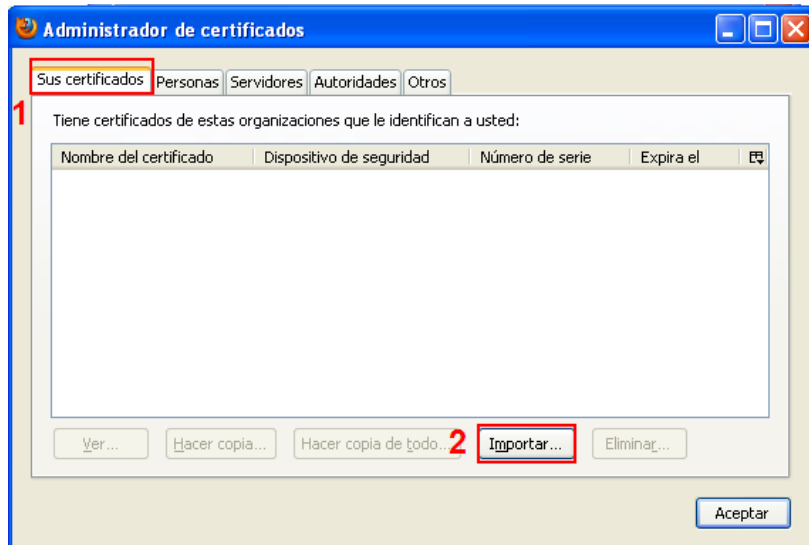 Administrador de certificados
Sus certificados Personas Servidores Autoridades Otros
1
Tiene certificados de estas organizaciones que le identifican a usted:
Nombre del certificado Dispositivo de seguridad Número de serie Expira el
Ver... Hacer copia... Hacer copia de todo... 2 Importar... Eliminar...
Aceptar